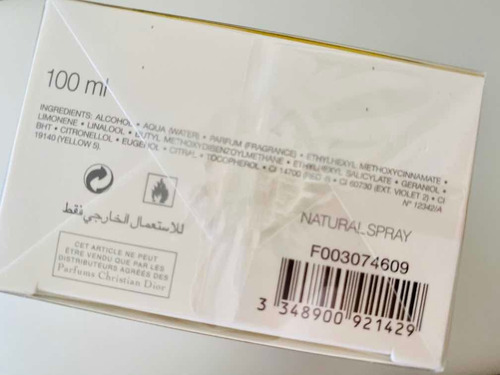 100 ml
INGREDIENTS: ALCOHOL • AQUA (WATER) • PARFUM (FRAGRANCE) • ETHYLHEXYL METHOXYCINNAMATE •
LIMONENE • LINALOOL • BUTYL METHOXYDIBENZOYLMETHANE • ETHYLHEXYL SALICYLATE • GERANIOL •
BHT • CITRONELLOL • EUGENOL • CITRAL • TOCOPHEROL • CI 14700 (RED 4) • CI 60730 (EXT. VIOLET 2) • CI
19140 (YELLOW 5).
N° 12342/A
للاستعمال الخارجي فقط
NATURAL SPRAY
CET ARTICLE NE PEUT
ÊTRE VENDU QUE PAR LES
DISTRIBUTEURS AGRÉÉS DES
Parfums Christian Dior
F003074609
3 348900 921429